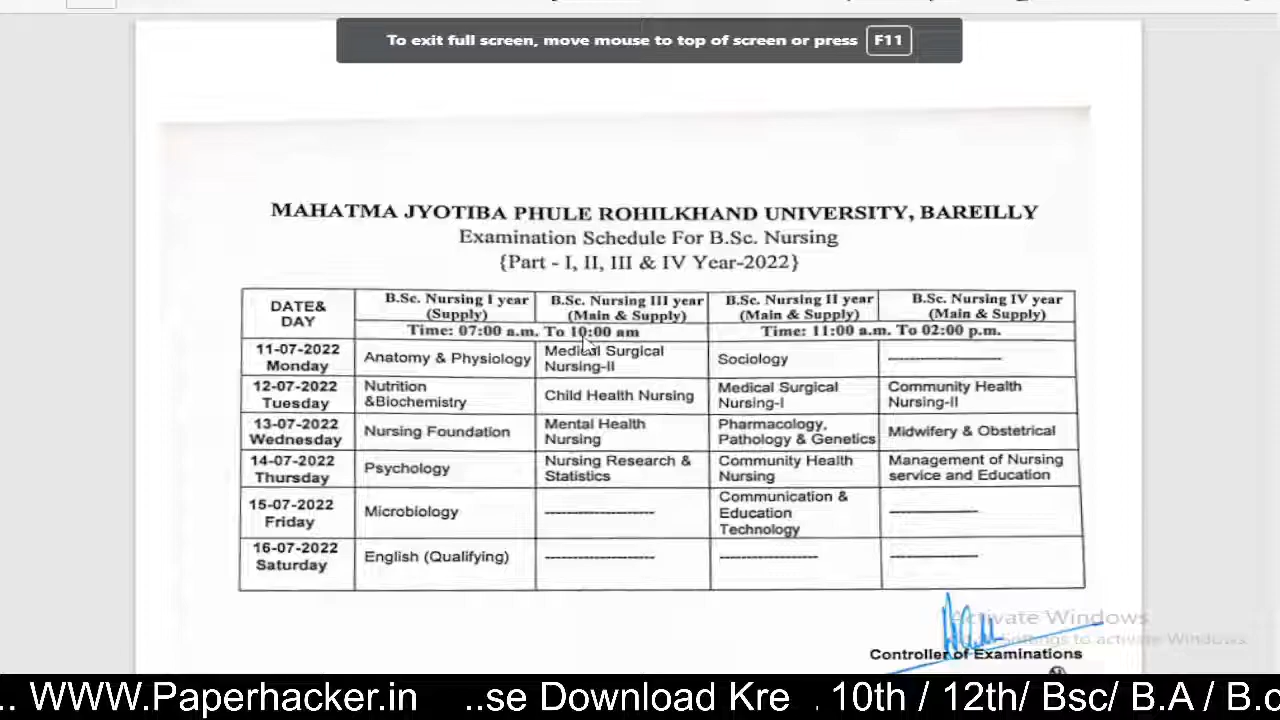 To exit full screen, move mouse to top of screen or press F11
MAHATMA JYOTIBA PHULE ROHILKHAND UNIVERSITY, BAREILLY
Examination Schedule For B.Sc. Nursing
{Part - I, II, III & IV Year-2022}
DATE& DAY
B.Sc. Nursing I year (Supply)
B.Sc. Nursing III year (Main & Supply)
B.Sc. Nursing II year (Main & Supply)
B.Sc. Nursing IV year (Main & Supply)
Time: 07:00 a.m. To 10:00 am
Time: 11:00 a.m. To 02:00 p.m.
11-07-2022 Monday
Anatomy & Physiology
Medical Surgical Nursing-II
Sociology
--------------------
12-07-2022 Tuesday
Nutrition &Biochemistry
Child Health Nursing
Medical Surgical Nursing-I
Community Health Nursing-II
13-07-2022 Wednesday
Nursing Foundation
Mental Health Nursing
Pharmacology, Pathology & Genetics
Midwifery & Obstetrical
14-07-2022 Thursday
Psychology
Nursing Research & Statistics
Community Health Nursing
Management of Nursing service and Education
15-07-2022 Friday
Microbiology
--------------------
Communication & Education Technology
----------------
16-07-2022 Saturday
English (Qualifying)
--------------------
------------------
----------------
Activate Windows
Settings to activate Windows
Controller of Examinations
.. WWW.Paperhacker.in ..se Download Kre . 10th / 12th/ Bsc/ B.A / B.c